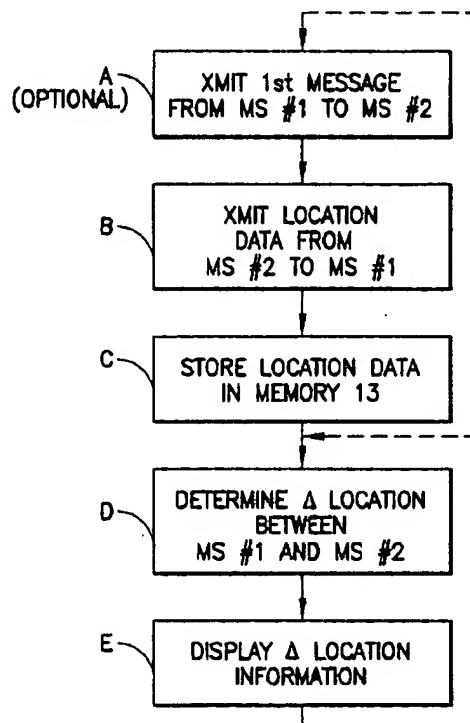 A
(OPTIONAL)
XMIT 1st MESSAGE
FROM MS #1 TO MS #2
B
XMIT LOCATION
DATA FROM
MS #2 TO MS #1
C
STORE LOCATION DATA
IN MEMORY 13
D
DETERMINE Δ LOCATION
BETWEEN
MS #1 AND MS #2
E
DISPLAY Δ LOCATION
INFORMATION